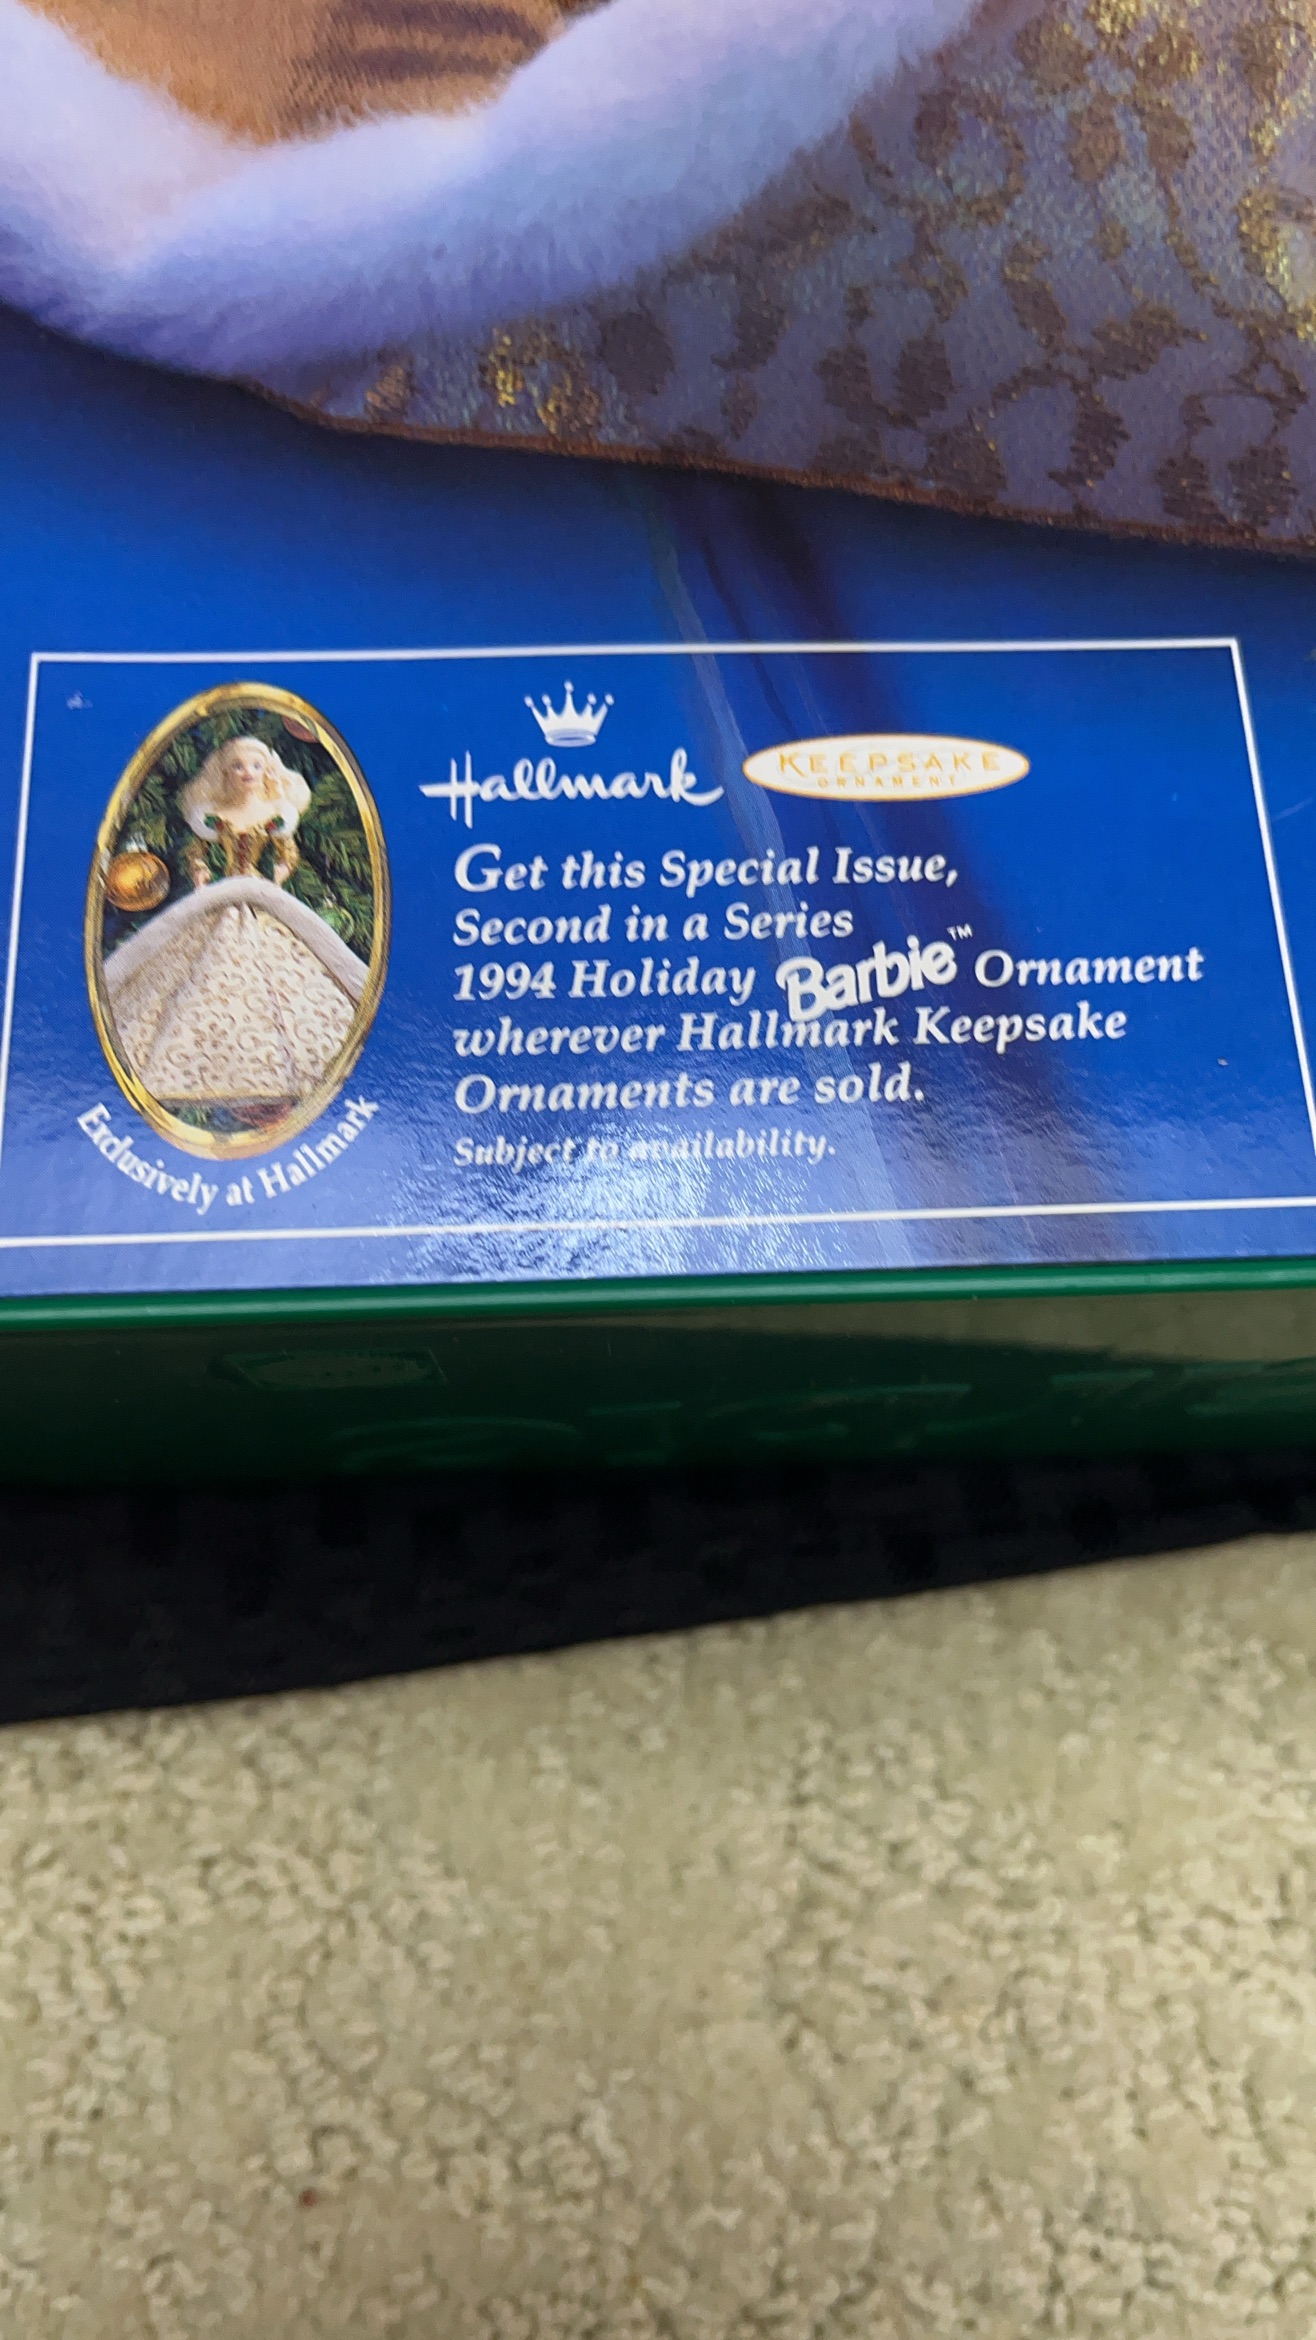 Hallmark KEEPSAKE
ORNAMENT
Get this Special Issue,
Second in a Series
1994 Holiday Barbie™ Ornament
wherever Hallmark Keepsake
Ornaments are sold.
Subject to availability.
Exclusively at Hallmark